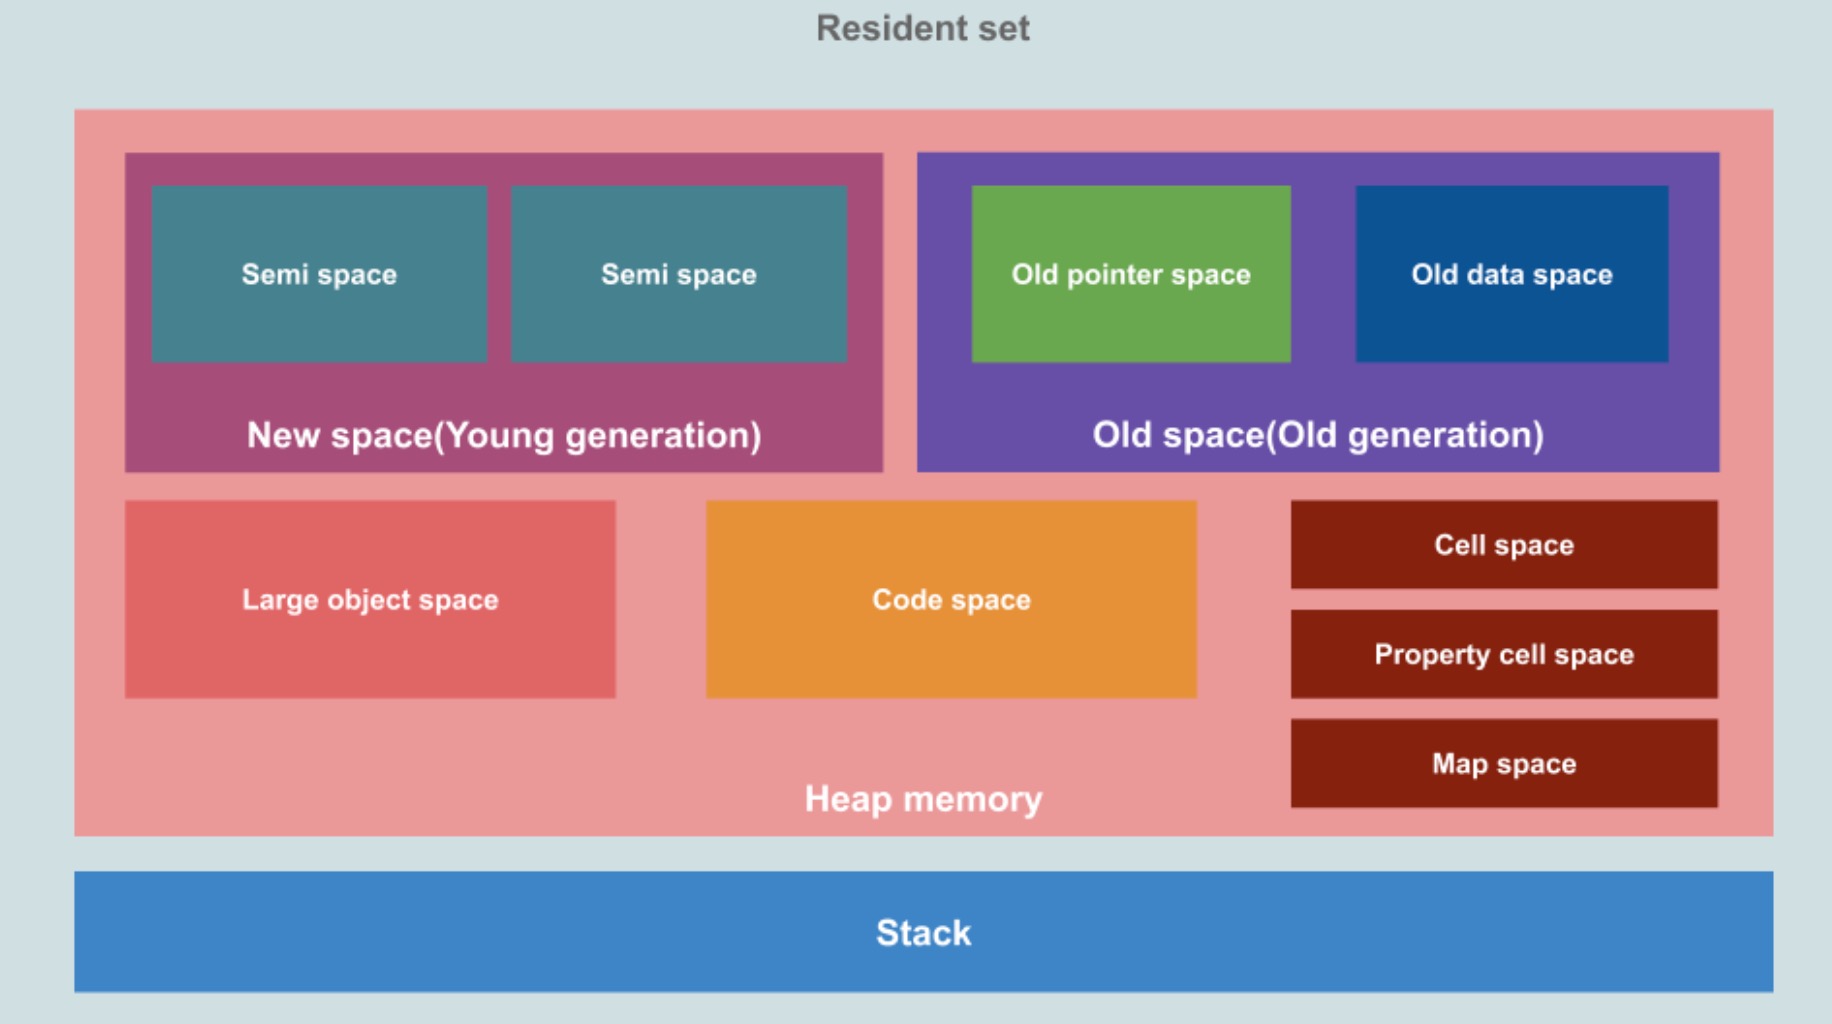 Resident set
Semi space
Semi space
Old pointer space
Old data space
New space(Young generation)
Old space(Old generation)
Large object space
Code space
Cell space
Property cell space
Map space
Heap memory
Stack